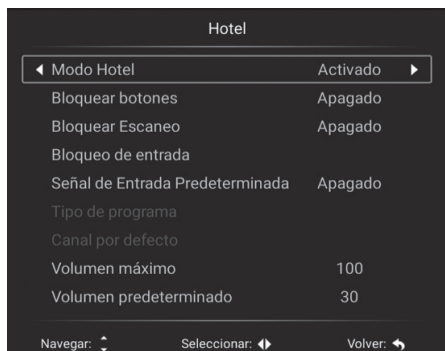 Hotel
Modo Hotel Activado
Bloquear botones Apagado
Bloquear Escaneo Apagado
Bloqueo de entrada
Señal de Entrada Predeterminada Apagado
Tipo de programa
Canal por defecto
Volumen máximo 100
Volumen predeterminado 30
Navegar: Seleccionar: Volver: